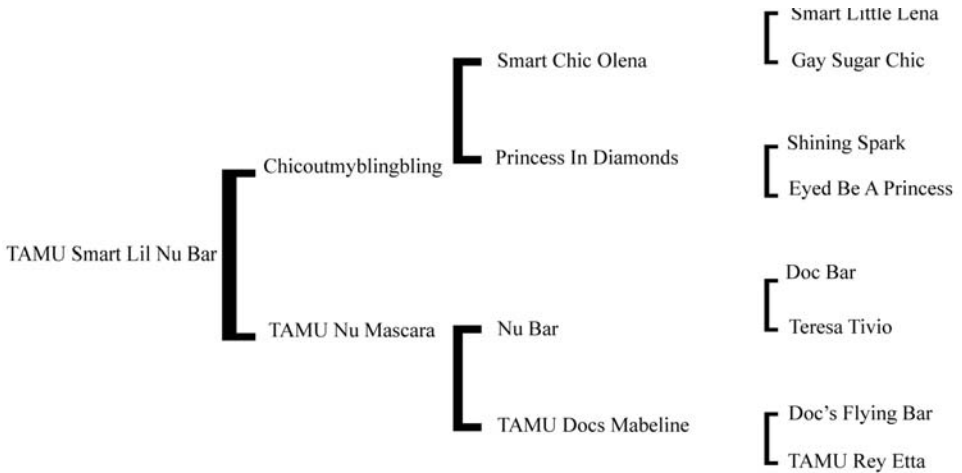 Smart Little Lena
Smart Chic Olena
Gay Sugar Chic
Shining Spark
Princess In Diamonds
Chicoutmyblingbling
Eyed Be A Princess
TAMU Smart Lil Nu Bar
Doc Bar
TAMU Nu Mascara
Nu Bar
Teresa Tivio
Doc’s Flying Bar
TAMU Docs Mabeline
TAMU Rey Etta